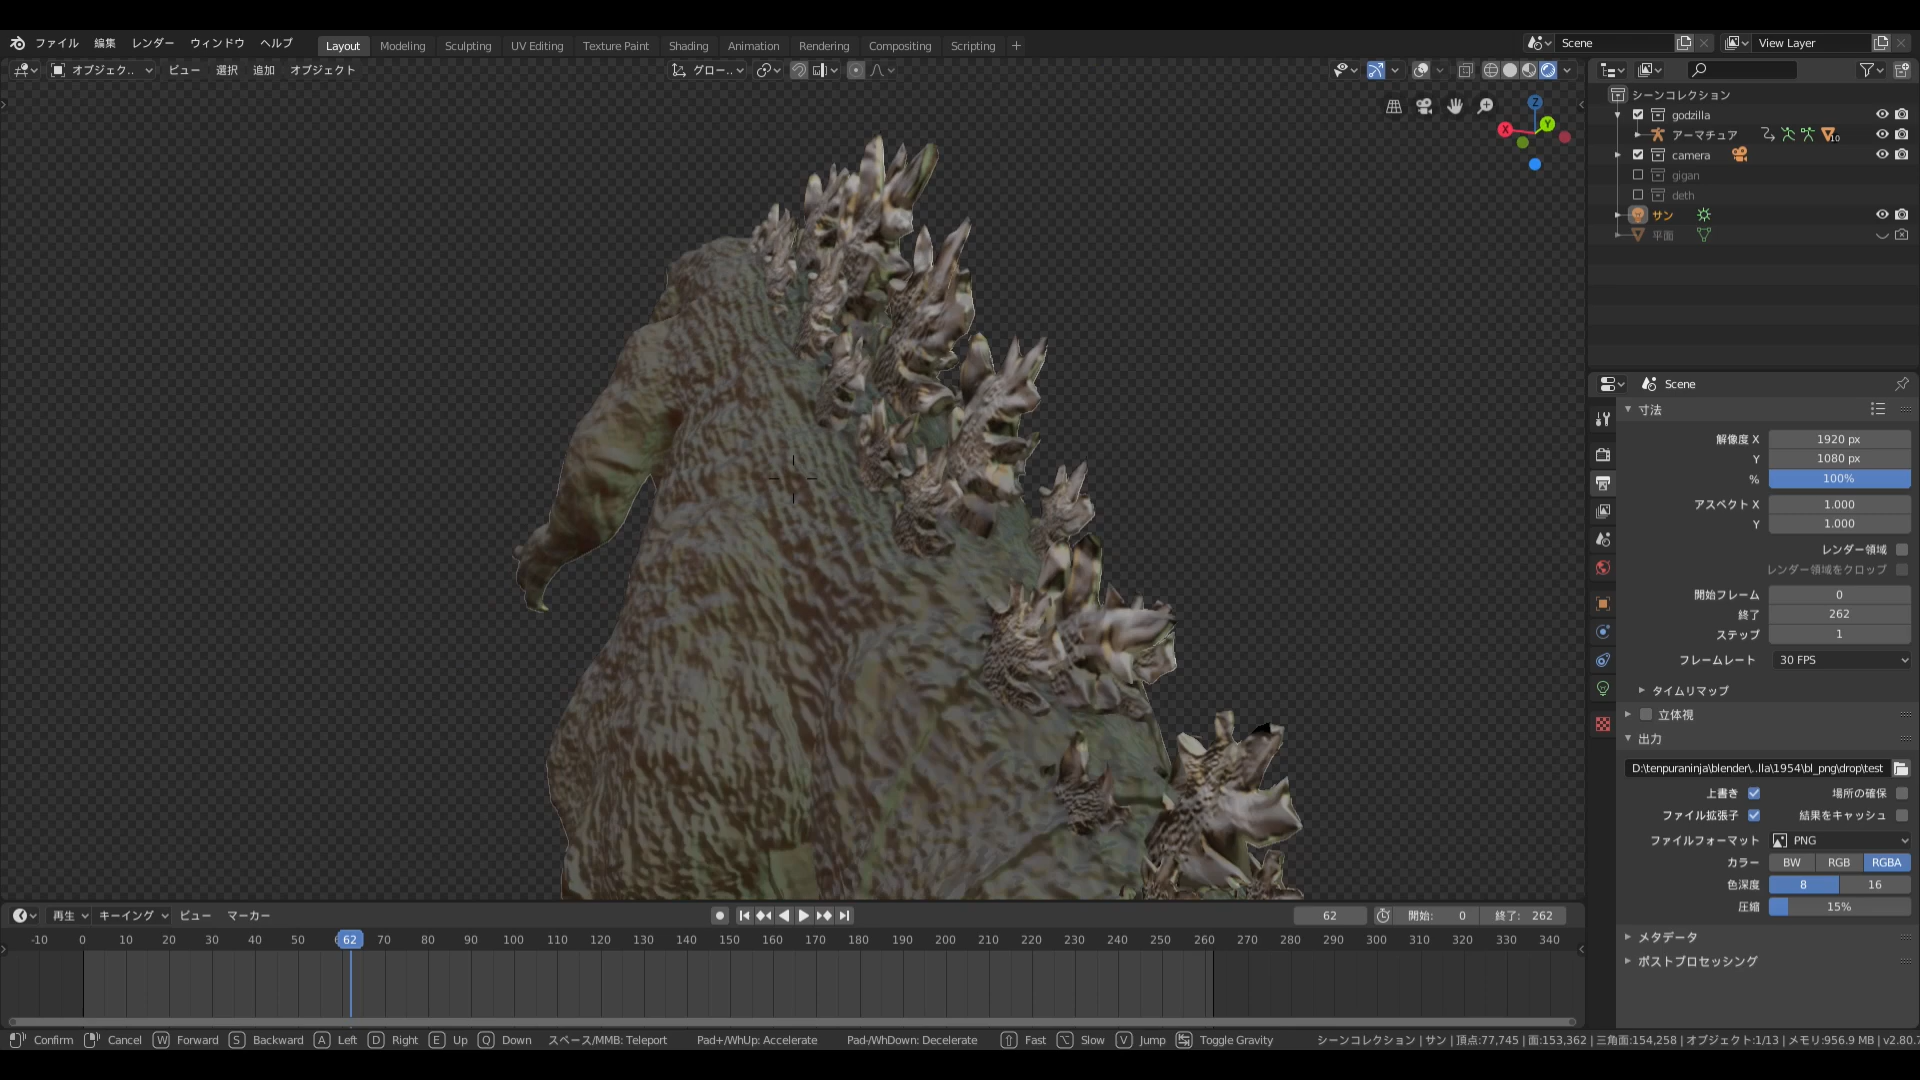 ファイル 編集 レンダー ウィンドウ ヘルプ Layout Modeling Sculpting UV Editing Texture Paint Shading Animation Rendering Compositing Scripting + Scene View Layer
オブジェク.. ビュー 選択 追加 オブジェクト グロー..
Z
X Y
シーンコレクション
godzilla
アーマチュア 10
camera
gigan
deth
サン
平面
Scene
寸法
解像度 X 1920 px
Y 1080 px
% 100%
アスペクト X 1.000
Y 1.000
レンダー領域
レンダー領域をクロップ
開始フレーム 0
終了 262
ステップ 1
フレームレート 30 FPS
タイムリマップ
立体視
出力
D:\tenpuraninja\blender\,..lla\1954\bl_png\drop\test
上書き 場所の確保
ファイル拡張子 結果をキャッシュ
ファイルフォーマット PNG
カラー BW RGB RGBA
色深度 8 16
圧縮 15%
メタデータ
ポストプロセッシング
再生 キーイング ビュー マーカー 62 開始: 0 終了: 262
-10 0 10 20 30 40 50 62 70 80 90 100 110 120 130 140 150 160 170 180 190 200 210 220 230 240 250 260 270 280 290 300 310 320 330 340
Confirm Cancel W Forward S Backward A Left D Right E Up Q Down スペース/MMB: Teleport Pad+/WhUp: Accelerate Pad-/WhDown: Decelerate Fast Slow V Jump Toggle Gravity シーンコレクション | サン | 頂点:77,745 | 面:153,362 | 三角面:154,258 | オブジェクト:1/13 | メモリ:956.9 MB | v2.80.